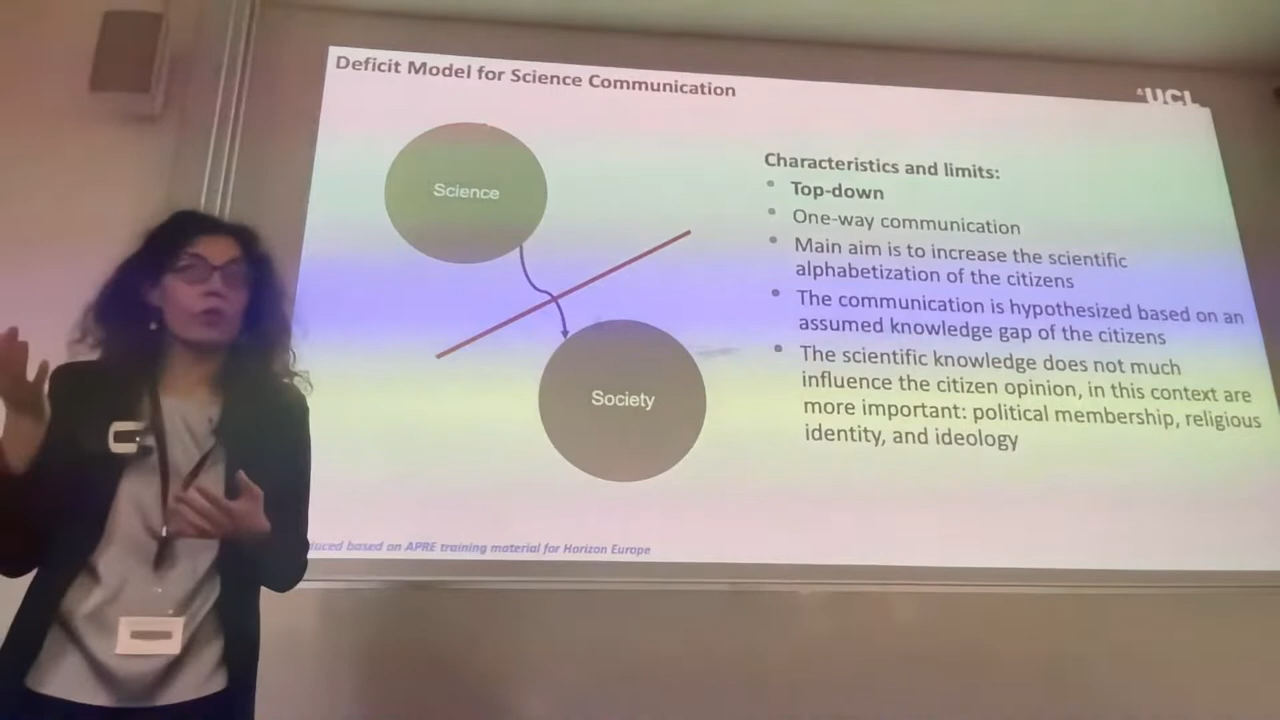 Deficit Model for Science Communication
UCL
Science
Society
Characteristics and limits:
Top-down
One-way communication
Main aim is to increase the scientific
alphabetization of the citizens
The communication is hypothesized based on an
assumed knowledge gap of the citizens
The scientific knowledge does not much
influence the citizen opinion, in this context are
more important: political membership, religious
identity, and ideology
based on APRE training material for Horizon Europe